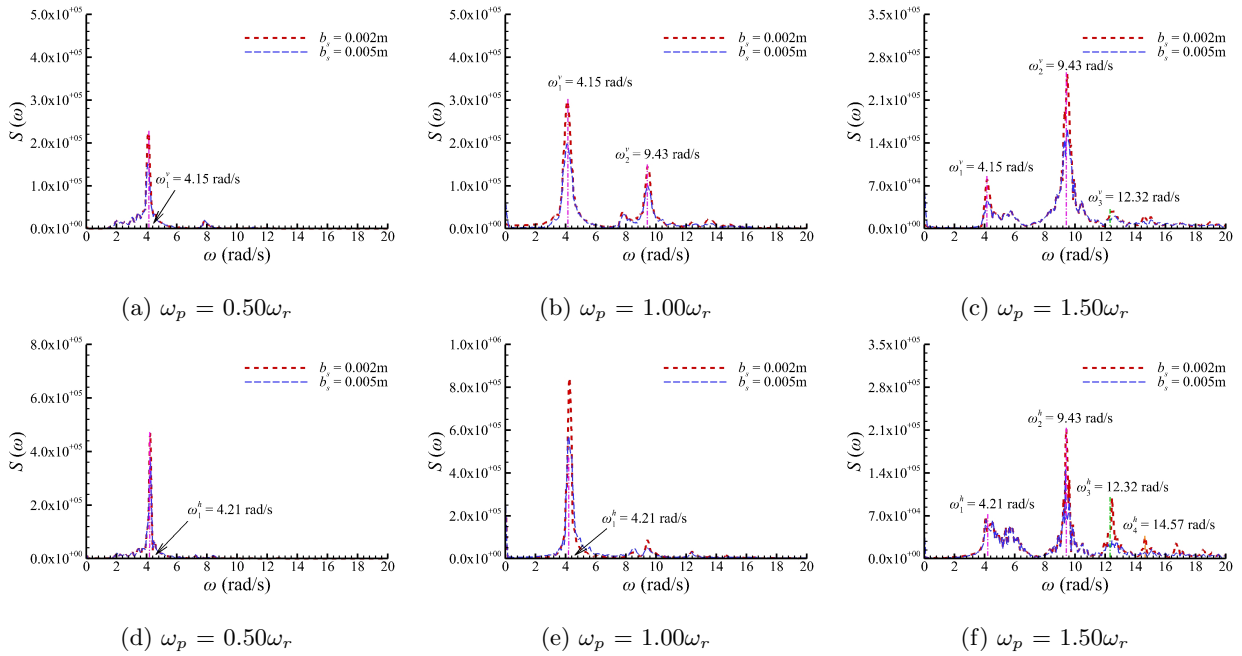 5.0x10⁺⁰⁵
4.0x10⁺⁰⁵
3.0x10⁺⁰⁵
2.0x10⁺⁰⁵
1.0x10⁺⁰⁵
0.0x10⁺⁰⁰
S (ω)
b_s = 0.002m
b_s = 0.005m
ω₁ᵛ = 4.15 rad/s
0 2 4 6 8 10 12 14 16 18 20
ω (rad/s)
(a) ω_p = 0.50ω_r
5.0x10⁺⁰⁵
4.0x10⁺⁰⁵
3.0x10⁺⁰⁵
2.0x10⁺⁰⁵
1.0x10⁺⁰⁵
0.0x10⁺⁰⁰
S (ω)
b_s = 0.002m
b_s = 0.005m
ω₁ᵛ = 4.15 rad/s
ω₂ᵛ = 9.43 rad/s
0 2 4 6 8 10 12 14 16 18 20
ω (rad/s)
(b) ω_p = 1.00ω_r
3.5x10⁺⁰⁵
2.8x10⁺⁰⁵
2.1x10⁺⁰⁵
1.4x10⁺⁰⁵
7.0x10⁺⁰⁴
0.0x10⁺⁰⁰
S (ω)
b_s = 0.002m
b_s = 0.005m
ω₂ᵛ = 9.43 rad/s
ω₁ᵛ = 4.15 rad/s
ω₃ᵛ = 12.32 rad/s
0 2 4 6 8 10 12 14 16 18 20
ω (rad/s)
(c) ω_p = 1.50ω_r
8.0x10⁺⁰⁵
6.0x10⁺⁰⁵
4.0x10⁺⁰⁵
2.0x10⁺⁰⁵
0.0x10⁺⁰⁰
S (ω)
b_s = 0.002m
b_s = 0.005m
ω₁ʰ = 4.21 rad/s
0 2 4 6 8 10 12 14 16 18 20
ω (rad/s)
(d) ω_p = 0.50ω_r
1.0x10⁺⁰⁶
8.0x10⁺⁰⁵
6.0x10⁺⁰⁵
4.0x10⁺⁰⁵
2.0x10⁺⁰⁵
0.0x10⁺⁰⁰
S (ω)
b_s = 0.002m
b_s = 0.005m
ω₁ʰ = 4.21 rad/s
0 2 4 6 8 10 12 14 16 18 20
ω (rad/s)
(e) ω_p = 1.00ω_r
3.5x10⁺⁰⁵
2.8x10⁺⁰⁵
2.1x10⁺⁰⁵
1.4x10⁺⁰⁵
7.0x10⁺⁰⁴
0.0x10⁺⁰⁰
S (ω)
b_s = 0.002m
b_s = 0.005m
ω₂ʰ = 9.43 rad/s
ω₃ʰ = 12.32 rad/s
ω₁ʰ = 4.21 rad/s
ω₄ʰ = 14.57 rad/s
0 2 4 6 8 10 12 14 16 18 20
ω (rad/s)
(f) ω_p = 1.50ω_r